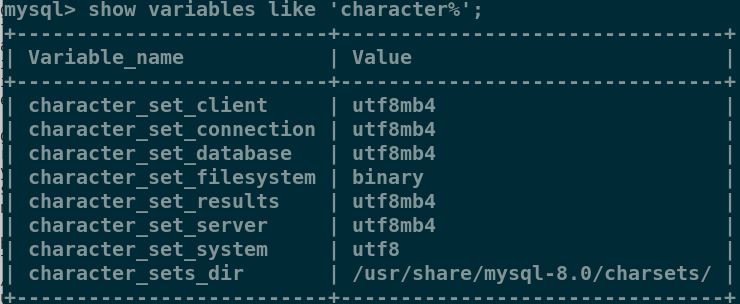 mysql> show variables like 'character%';
+--------------------------+--------------------------------+
| Variable_name            | Value                          |
+--------------------------+--------------------------------+
| character_set_client     | utf8mb4                        |
| character_set_connection | utf8mb4                        |
| character_set_database   | utf8mb4                        |
| character_set_filesystem | binary                         |
| character_set_results    | utf8mb4                        |
| character_set_server     | utf8mb4                        |
| character_set_system     | utf8                           |
| character_sets_dir       | /usr/share/mysql-8.0/charsets/ |
+--------------------------+--------------------------------+